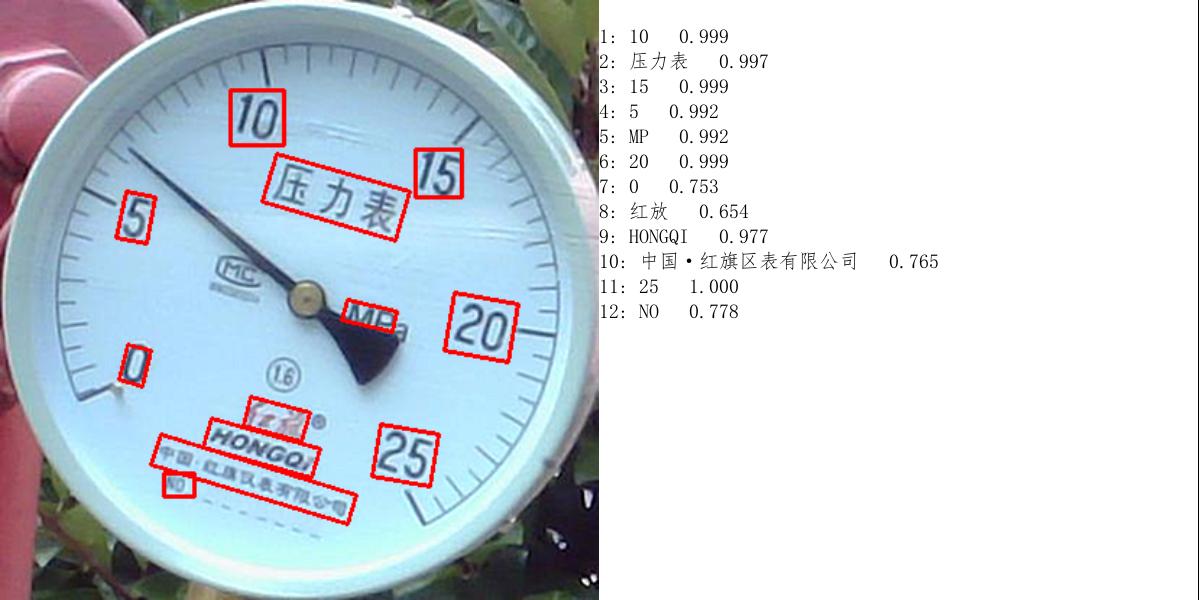 10
压力表
15
5
MC
MPa
20
0
1.6
红旗®
HONGQI
中国·红旗仪表有限公司
25
NO
1: 10 0.999
2: 压力表 0.997
3: 15 0.999
4: 5 0.992
5: MP 0.992
6: 20 0.999
7: 0 0.753
8: 红放 0.654
9: HONGQI 0.977
10: 中国·红旗区表有限公司 0.765
11: 25 1.000
12: NO 0.778